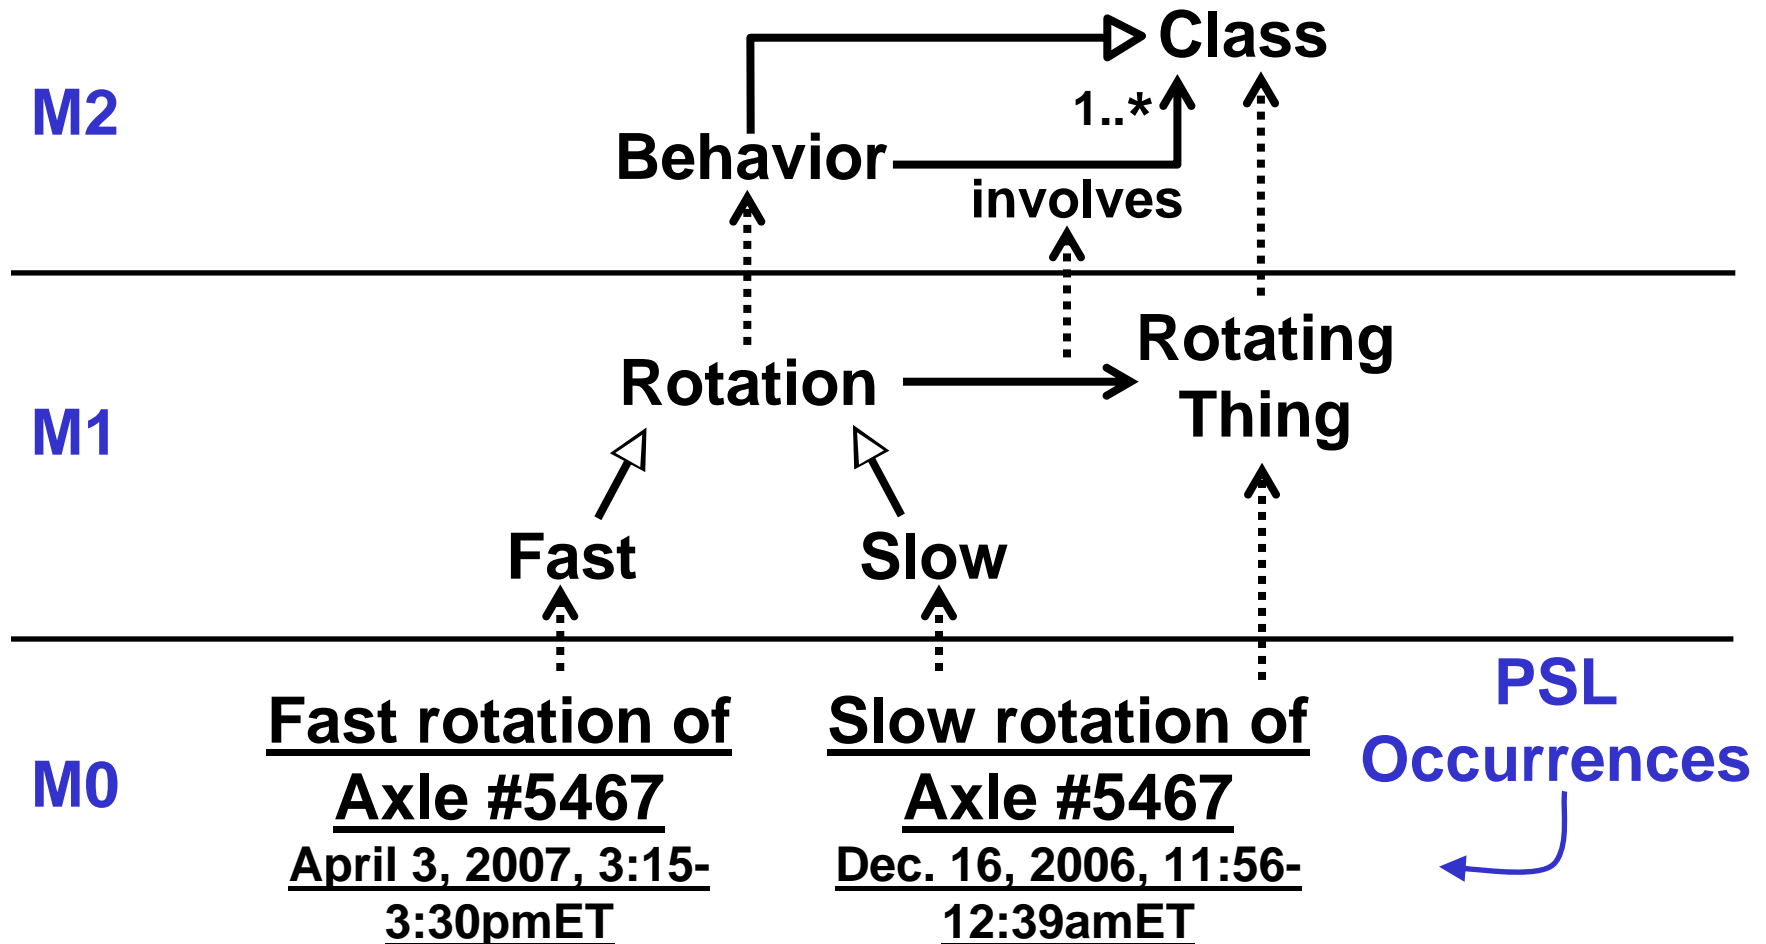 Class
M2
1..*
Behavior
involves
Rotating
Rotation
Thing
M1
Fast
Slow
PSL
Occurrences
M0
Fast rotation of
Axle #5467
April 3, 2007, 3:15-
3:30pmET
Slow rotation of
Axle #5467
Dec. 16, 2006, 11:56-
12:39amET